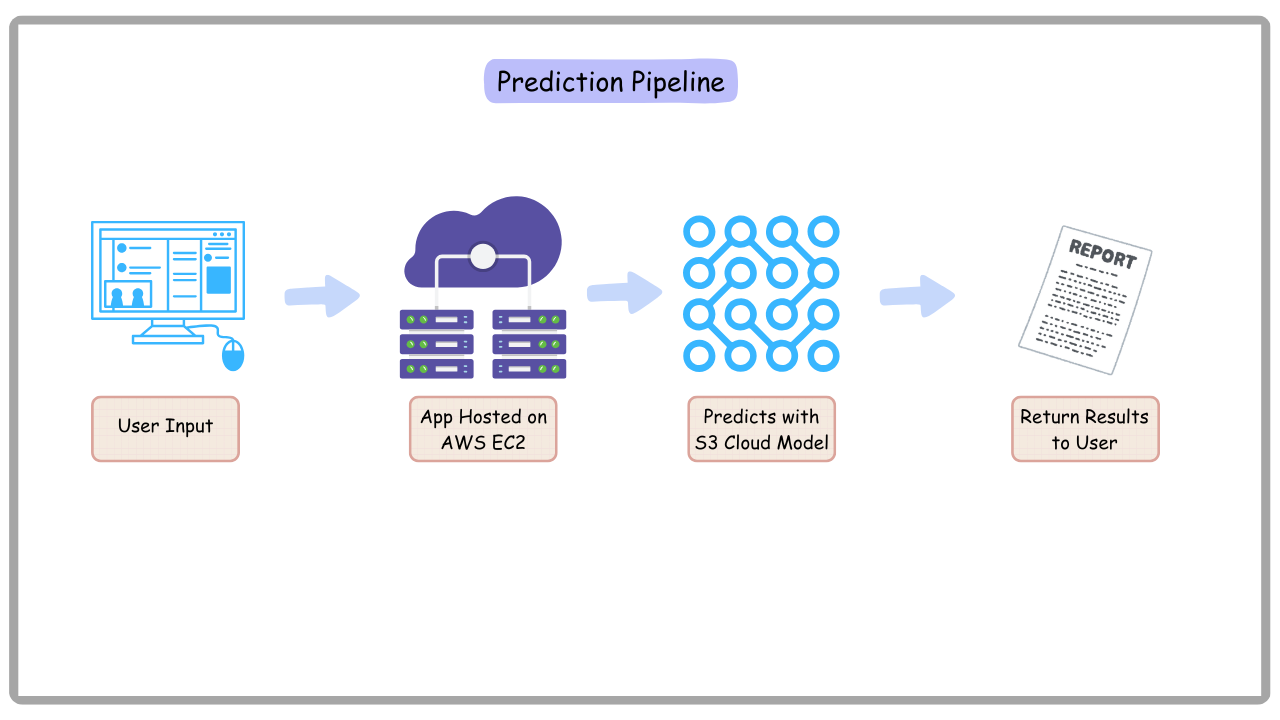 Prediction Pipeline
REPORT
User Input
App Hosted on
AWS EC2
Predicts with
S3 Cloud Model
Return Results
to User